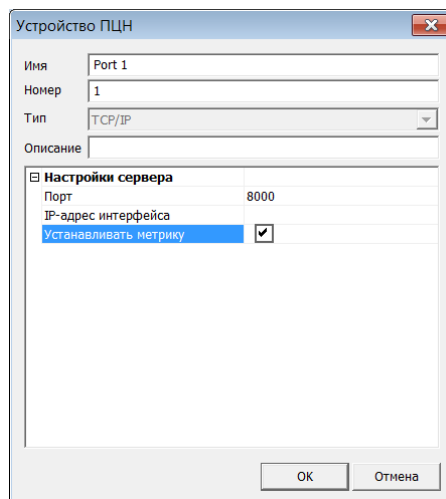 Устройство ПЦН
Имя Port 1
Номер 1
Тип TCP/IP
Описание
Настройки сервера
Порт 8000
IP-адрес интерфейса
Устанавливать метрику
OK Отмена